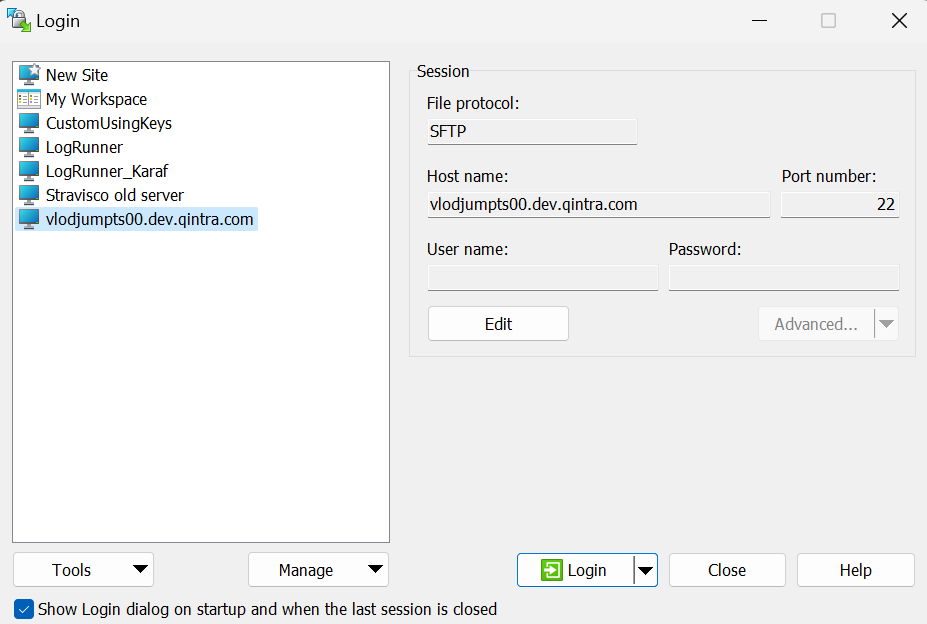 Login
New Site
My Workspace
CustomUsingKeys
LogRunner
LogRunner_Karaf
Stravisco old server
vlodjumpts00.dev.qintra.com
Session
File protocol:
SFTP
Host name: Port number:
vlodjumpts00.dev.qintra.com 22
User name: Password:
Edit Advanced...
Tools Manage Login Close Help
Show Login dialog on startup and when the last session is closed